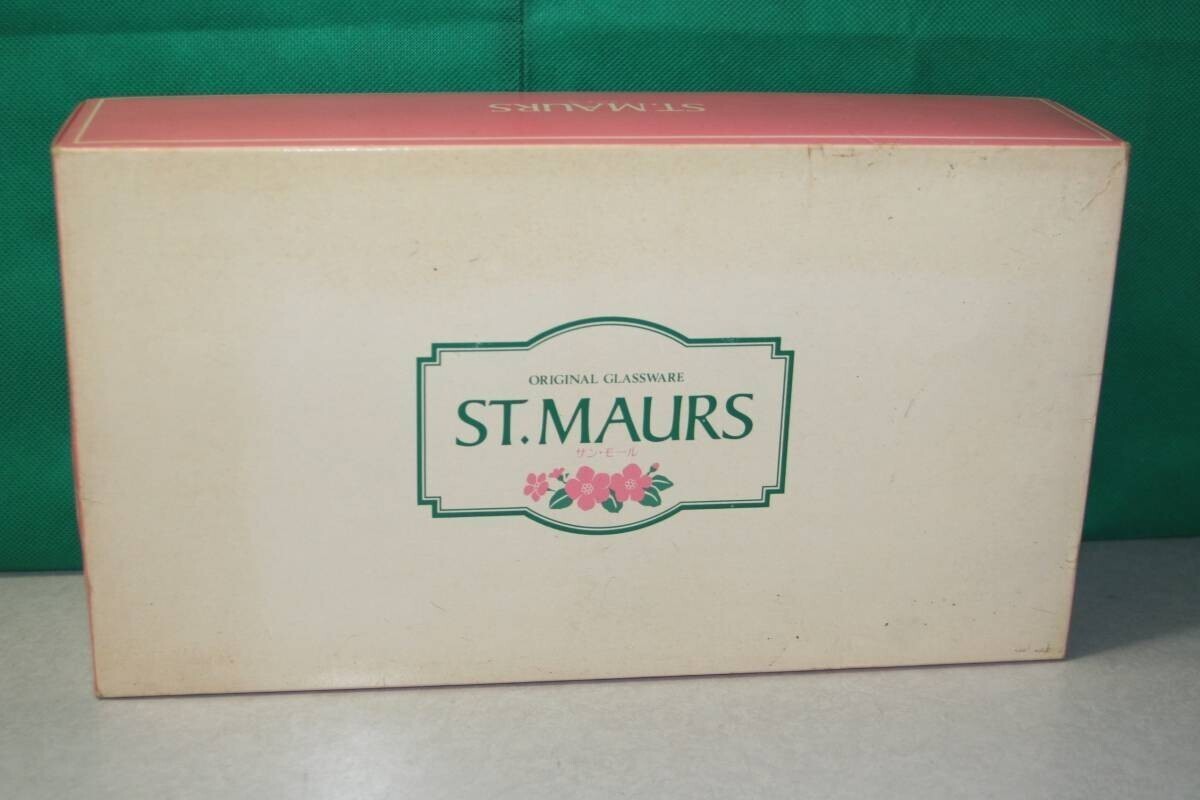 ST.MAURS
ORIGINAL GLASSWARE
ST.MAURS
サン・モール